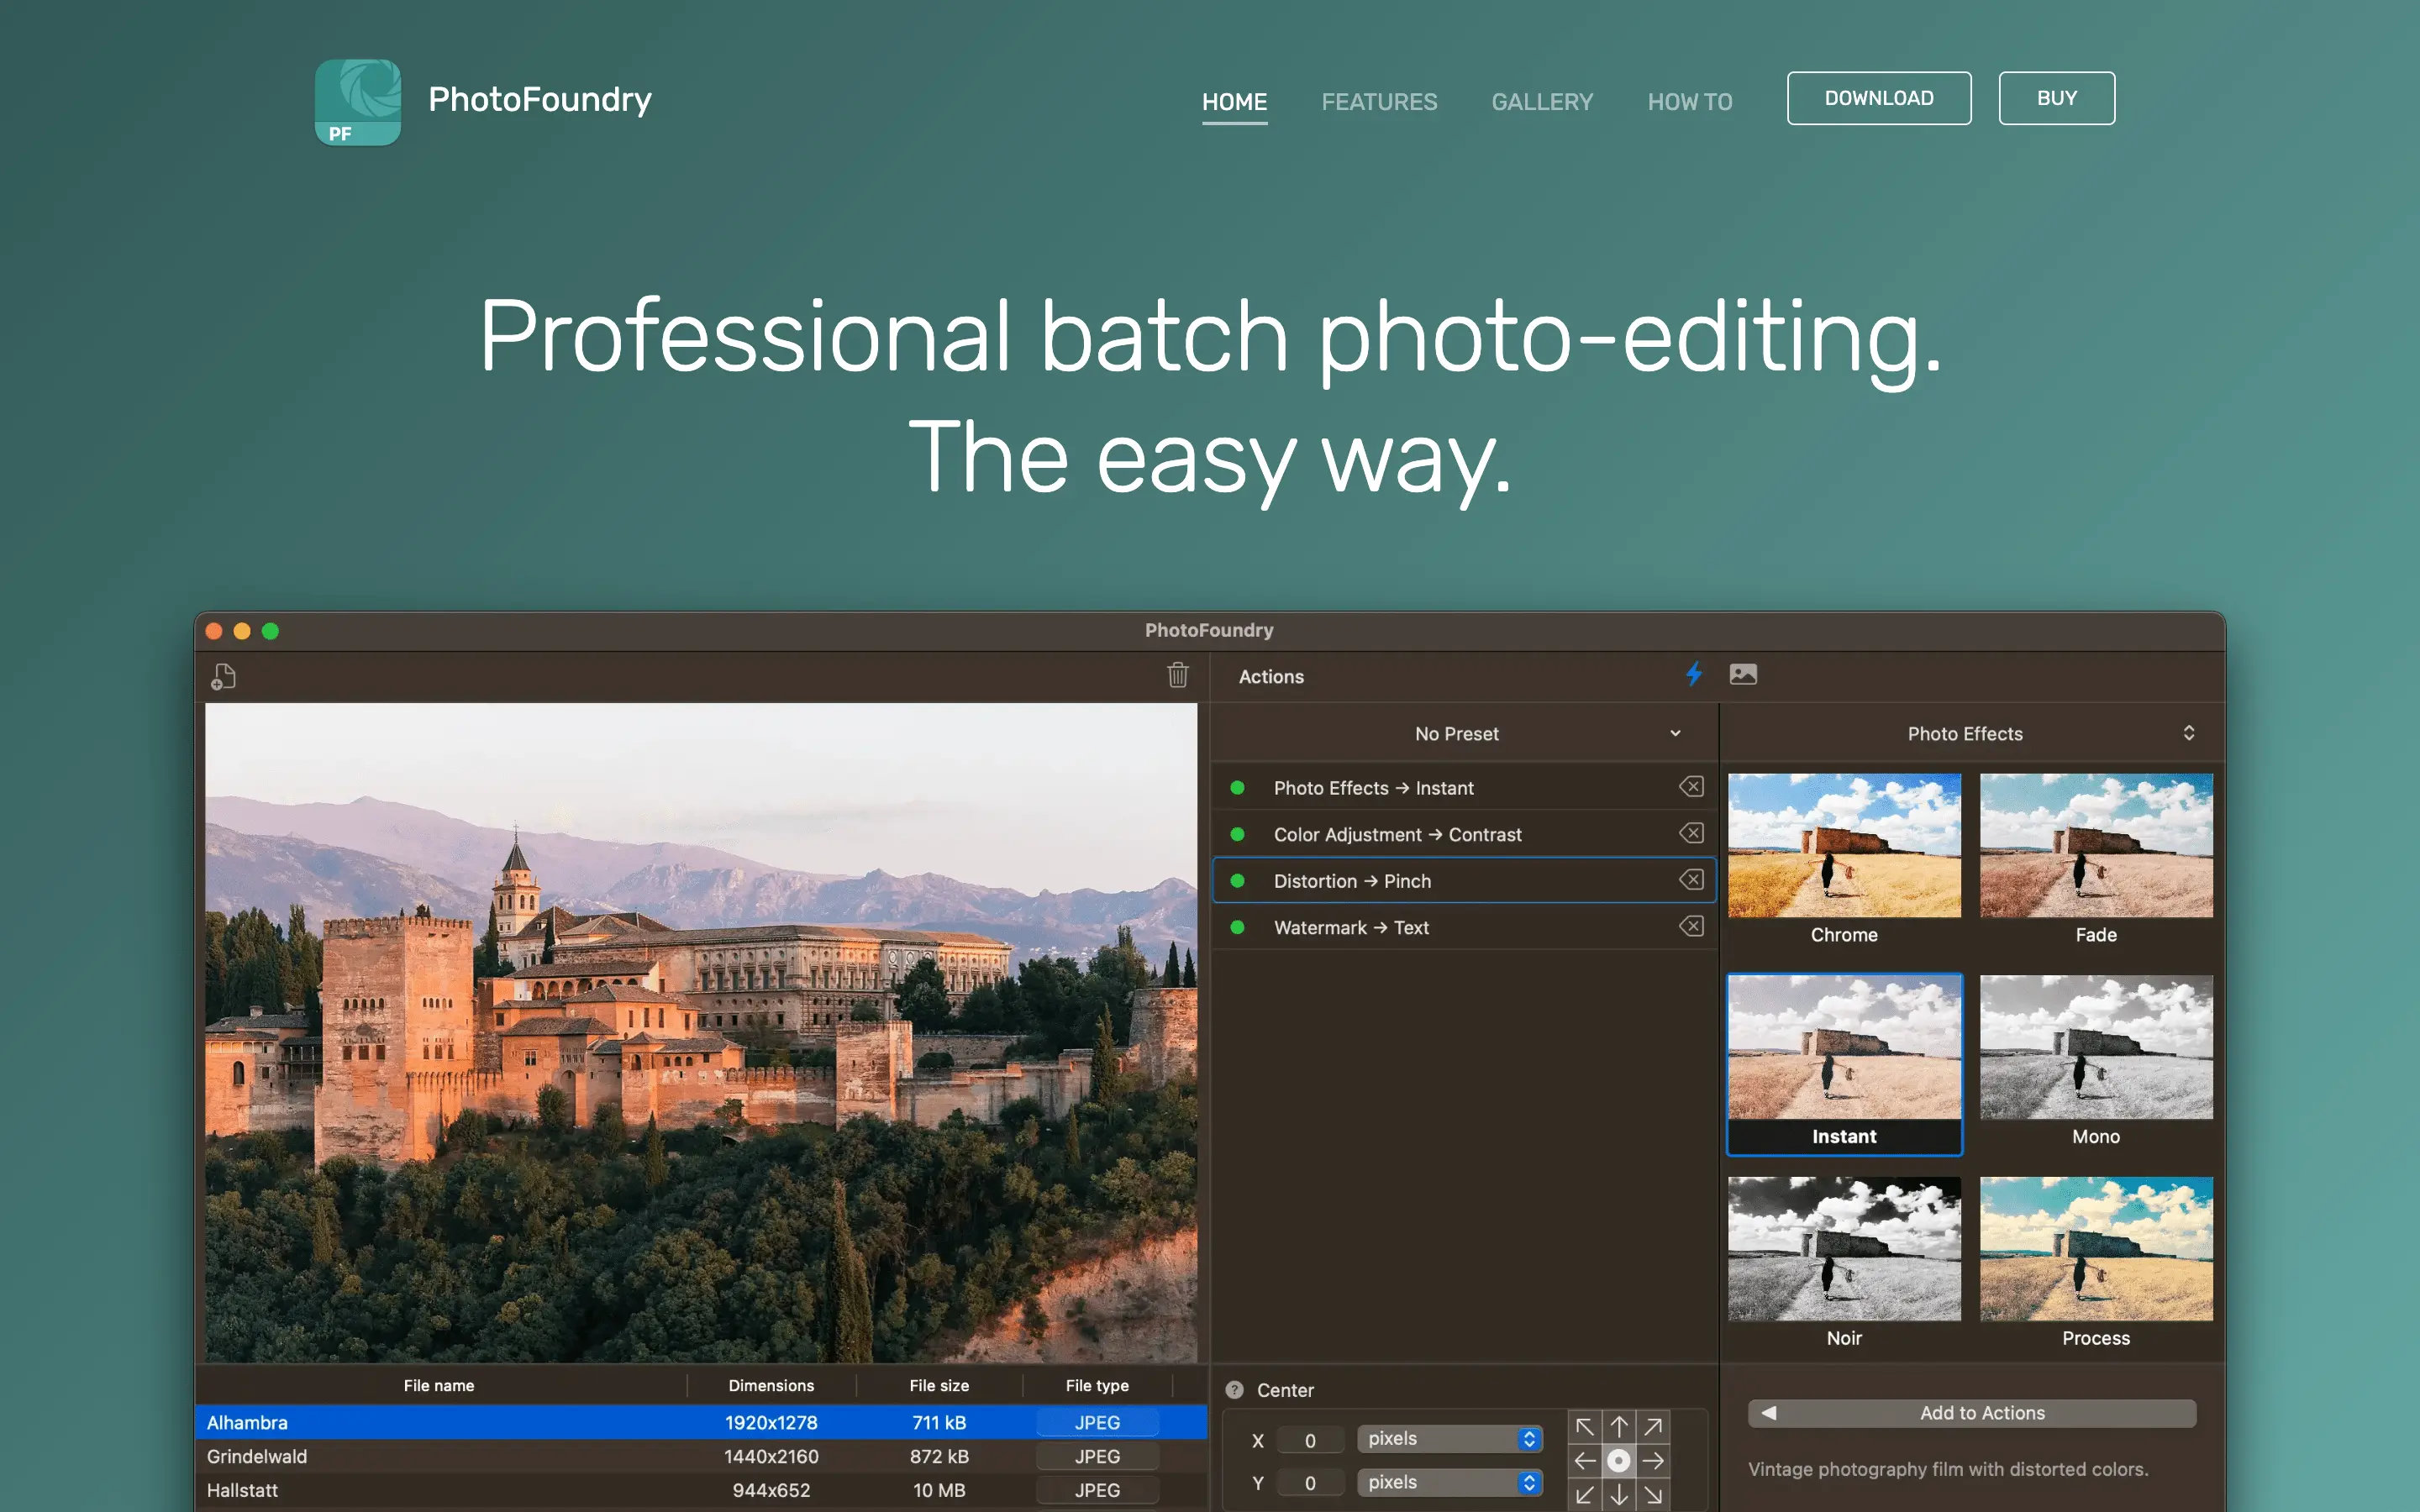 PF
PhotoFoundry
HOME
FEATURES
GALLERY
HOW TO
DOWNLOAD
BUY
Professional batch photo-editing.
The easy way.
PhotoFoundry
Actions
No Preset
Photo Effects → Instant
Color Adjustment → Contrast
Distortion → Pinch
Watermark → Text
Photo Effects
Chrome
Fade
Instant
Mono
Noir
Process
File name Dimensions File size File type
Alhambra 1920x1278 711 kB JPEG
Grindelwald 1440x2160 872 kB JPEG
Hallstatt 944x652 10 MB JPEG
? Center
X 0 pixels
Y 0 pixels
Add to Actions
Vintage photography film with distorted colors.